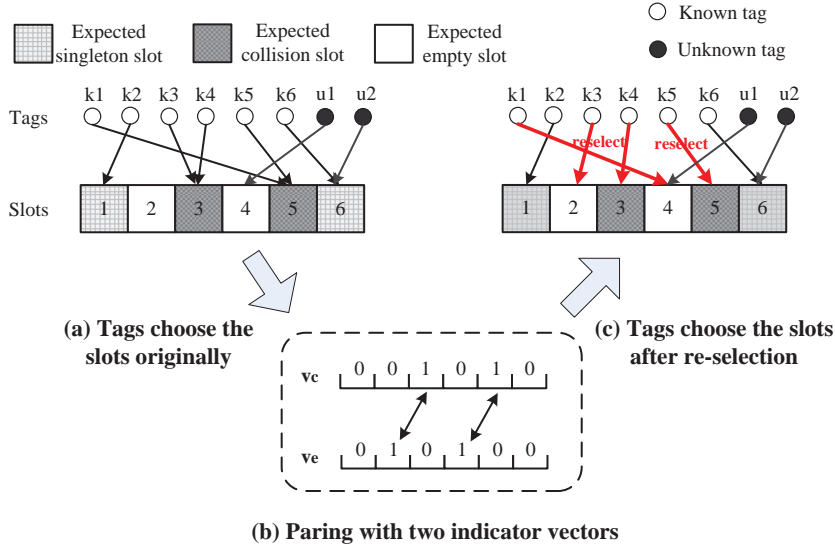 Expected singleton slot
Expected collision slot
Expected empty slot
Known tag
Unknown tag
Tags k1 k2 k3 k4 k5 k6 u1 u2
k1 k2 k3 k4 k5 k6 u1 u2
reselect reselect
Slots 1 2 3 4 5 6
1 2 3 4 5 6
(a) Tags choose the
slots originally
(c) Tags choose the slots
after re-selection
vc 0 0 1 0 1 0
ve 0 1 0 1 0 0
(b) Paring with two indicator vectors